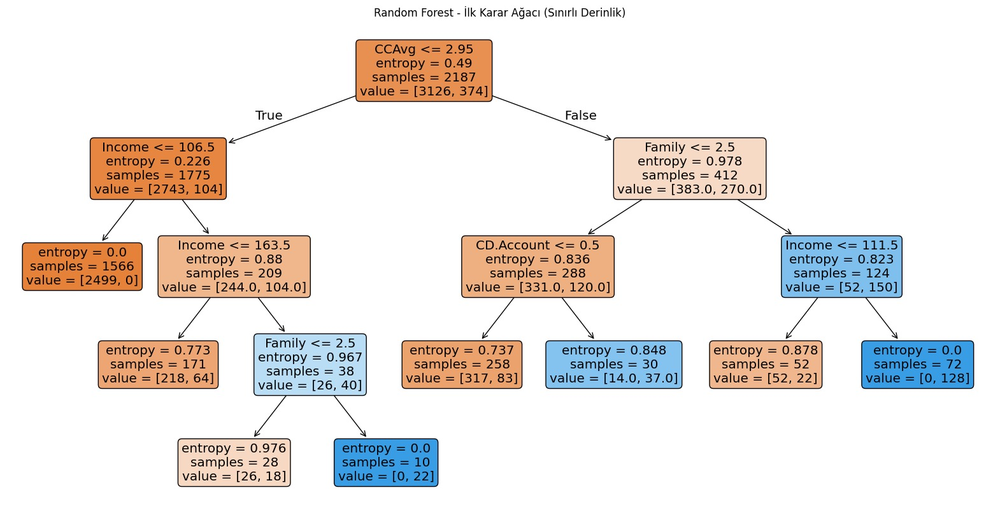 Random Forest - İlk Karar Ağacı (Sınırlı Derinlik)
CCAvg <= 2.95
entropy = 0.49
samples = 2187
value = [3126, 374]
True
False
Income <= 106.5
entropy = 0.226
samples = 1775
value = [2743, 104]
Family <= 2.5
entropy = 0.978
samples = 412
value = [383.0, 270.0]
entropy = 0.0
samples = 1566
value = [2499, 0]
Income <= 163.5
entropy = 0.88
samples = 209
value = [244.0, 104.0]
CD.Account <= 0.5
entropy = 0.836
samples = 288
value = [331.0, 120.0]
Income <= 111.5
entropy = 0.823
samples = 124
value = [52, 150]
entropy = 0.773
samples = 171
value = [218, 64]
Family <= 2.5
entropy = 0.967
samples = 38
value = [26, 40]
entropy = 0.737
samples = 258
value = [317, 83]
entropy = 0.848
samples = 30
value = [14.0, 37.0]
entropy = 0.878
samples = 52
value = [52, 22]
entropy = 0.0
samples = 72
value = [0, 128]
entropy = 0.976
samples = 28
value = [26, 18]
entropy = 0.0
samples = 10
value = [0, 22]